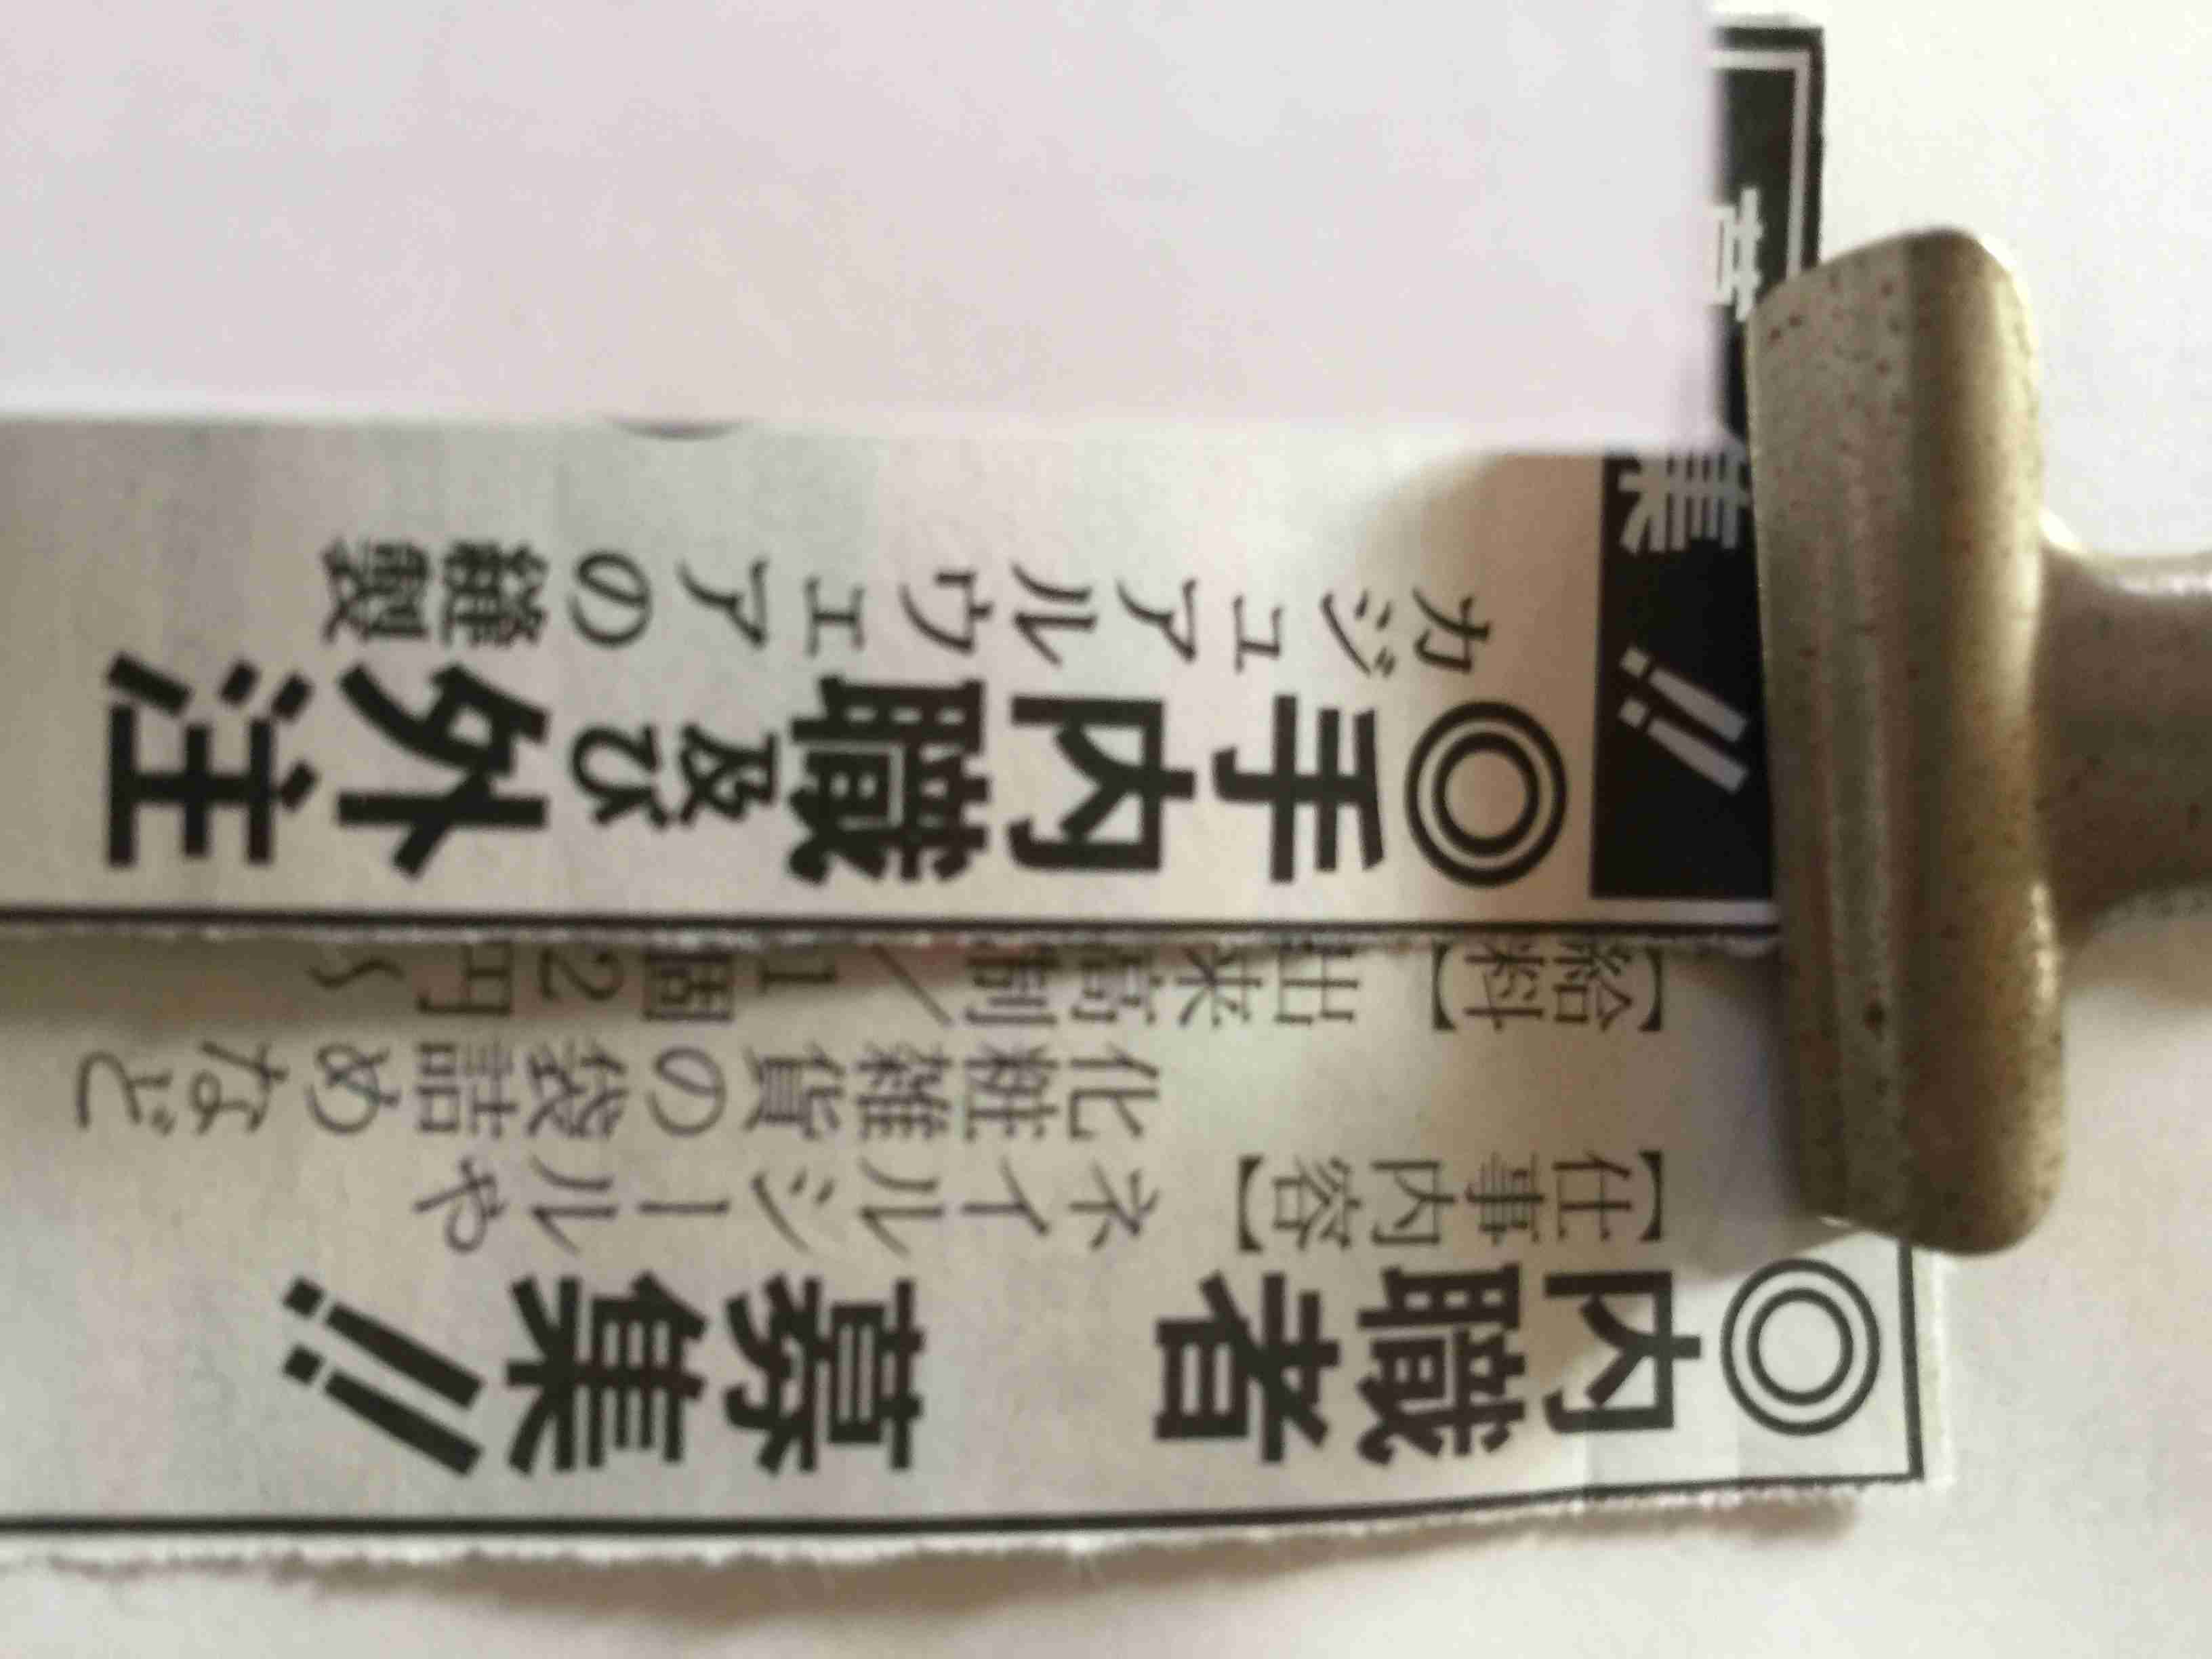 ◎内職者 募集!!
【仕事内容】ネイルシールや
化粧雑貨の袋詰めなど
【給料】出来高制/1個2円〜
集!!
◎手内職及び外注
カジュアルウェアの縫製